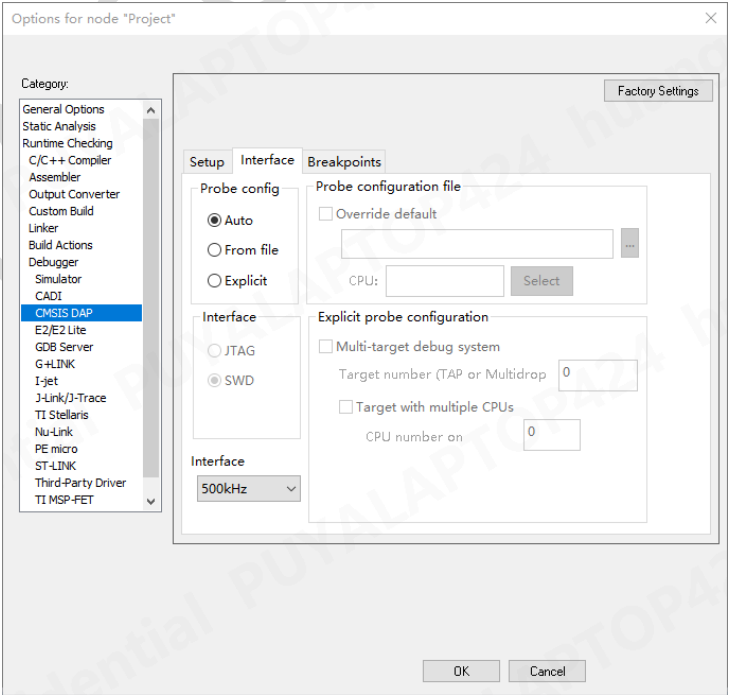 Options for node "Project"
Category:
Factory Settings
General Options
Static Analysis
Runtime Checking
C/C++ Compiler
Assembler
Output Converter
Custom Build
Linker
Build Actions
Debugger
Simulator
CADI
CMSIS DAP
E2/E2 Lite
GDB Server
G+LINK
I-jet
J-Link/J-Trace
TI Stellaris
Nu-Link
PE micro
ST-LINK
Third-Party Driver
TI MSP-FET
Setup Interface Breakpoints
Probe config
Auto
From file
Explicit
Probe configuration file
Override default
...
CPU: Select
Interface
JTAG
SWD
Explicit probe configuration
Multi-target debug system
Target number (TAP or Multidrop 0
Target with multiple CPUs
CPU number on 0
Interface
500kHz
OK Cancel
PUYALAPTOP424